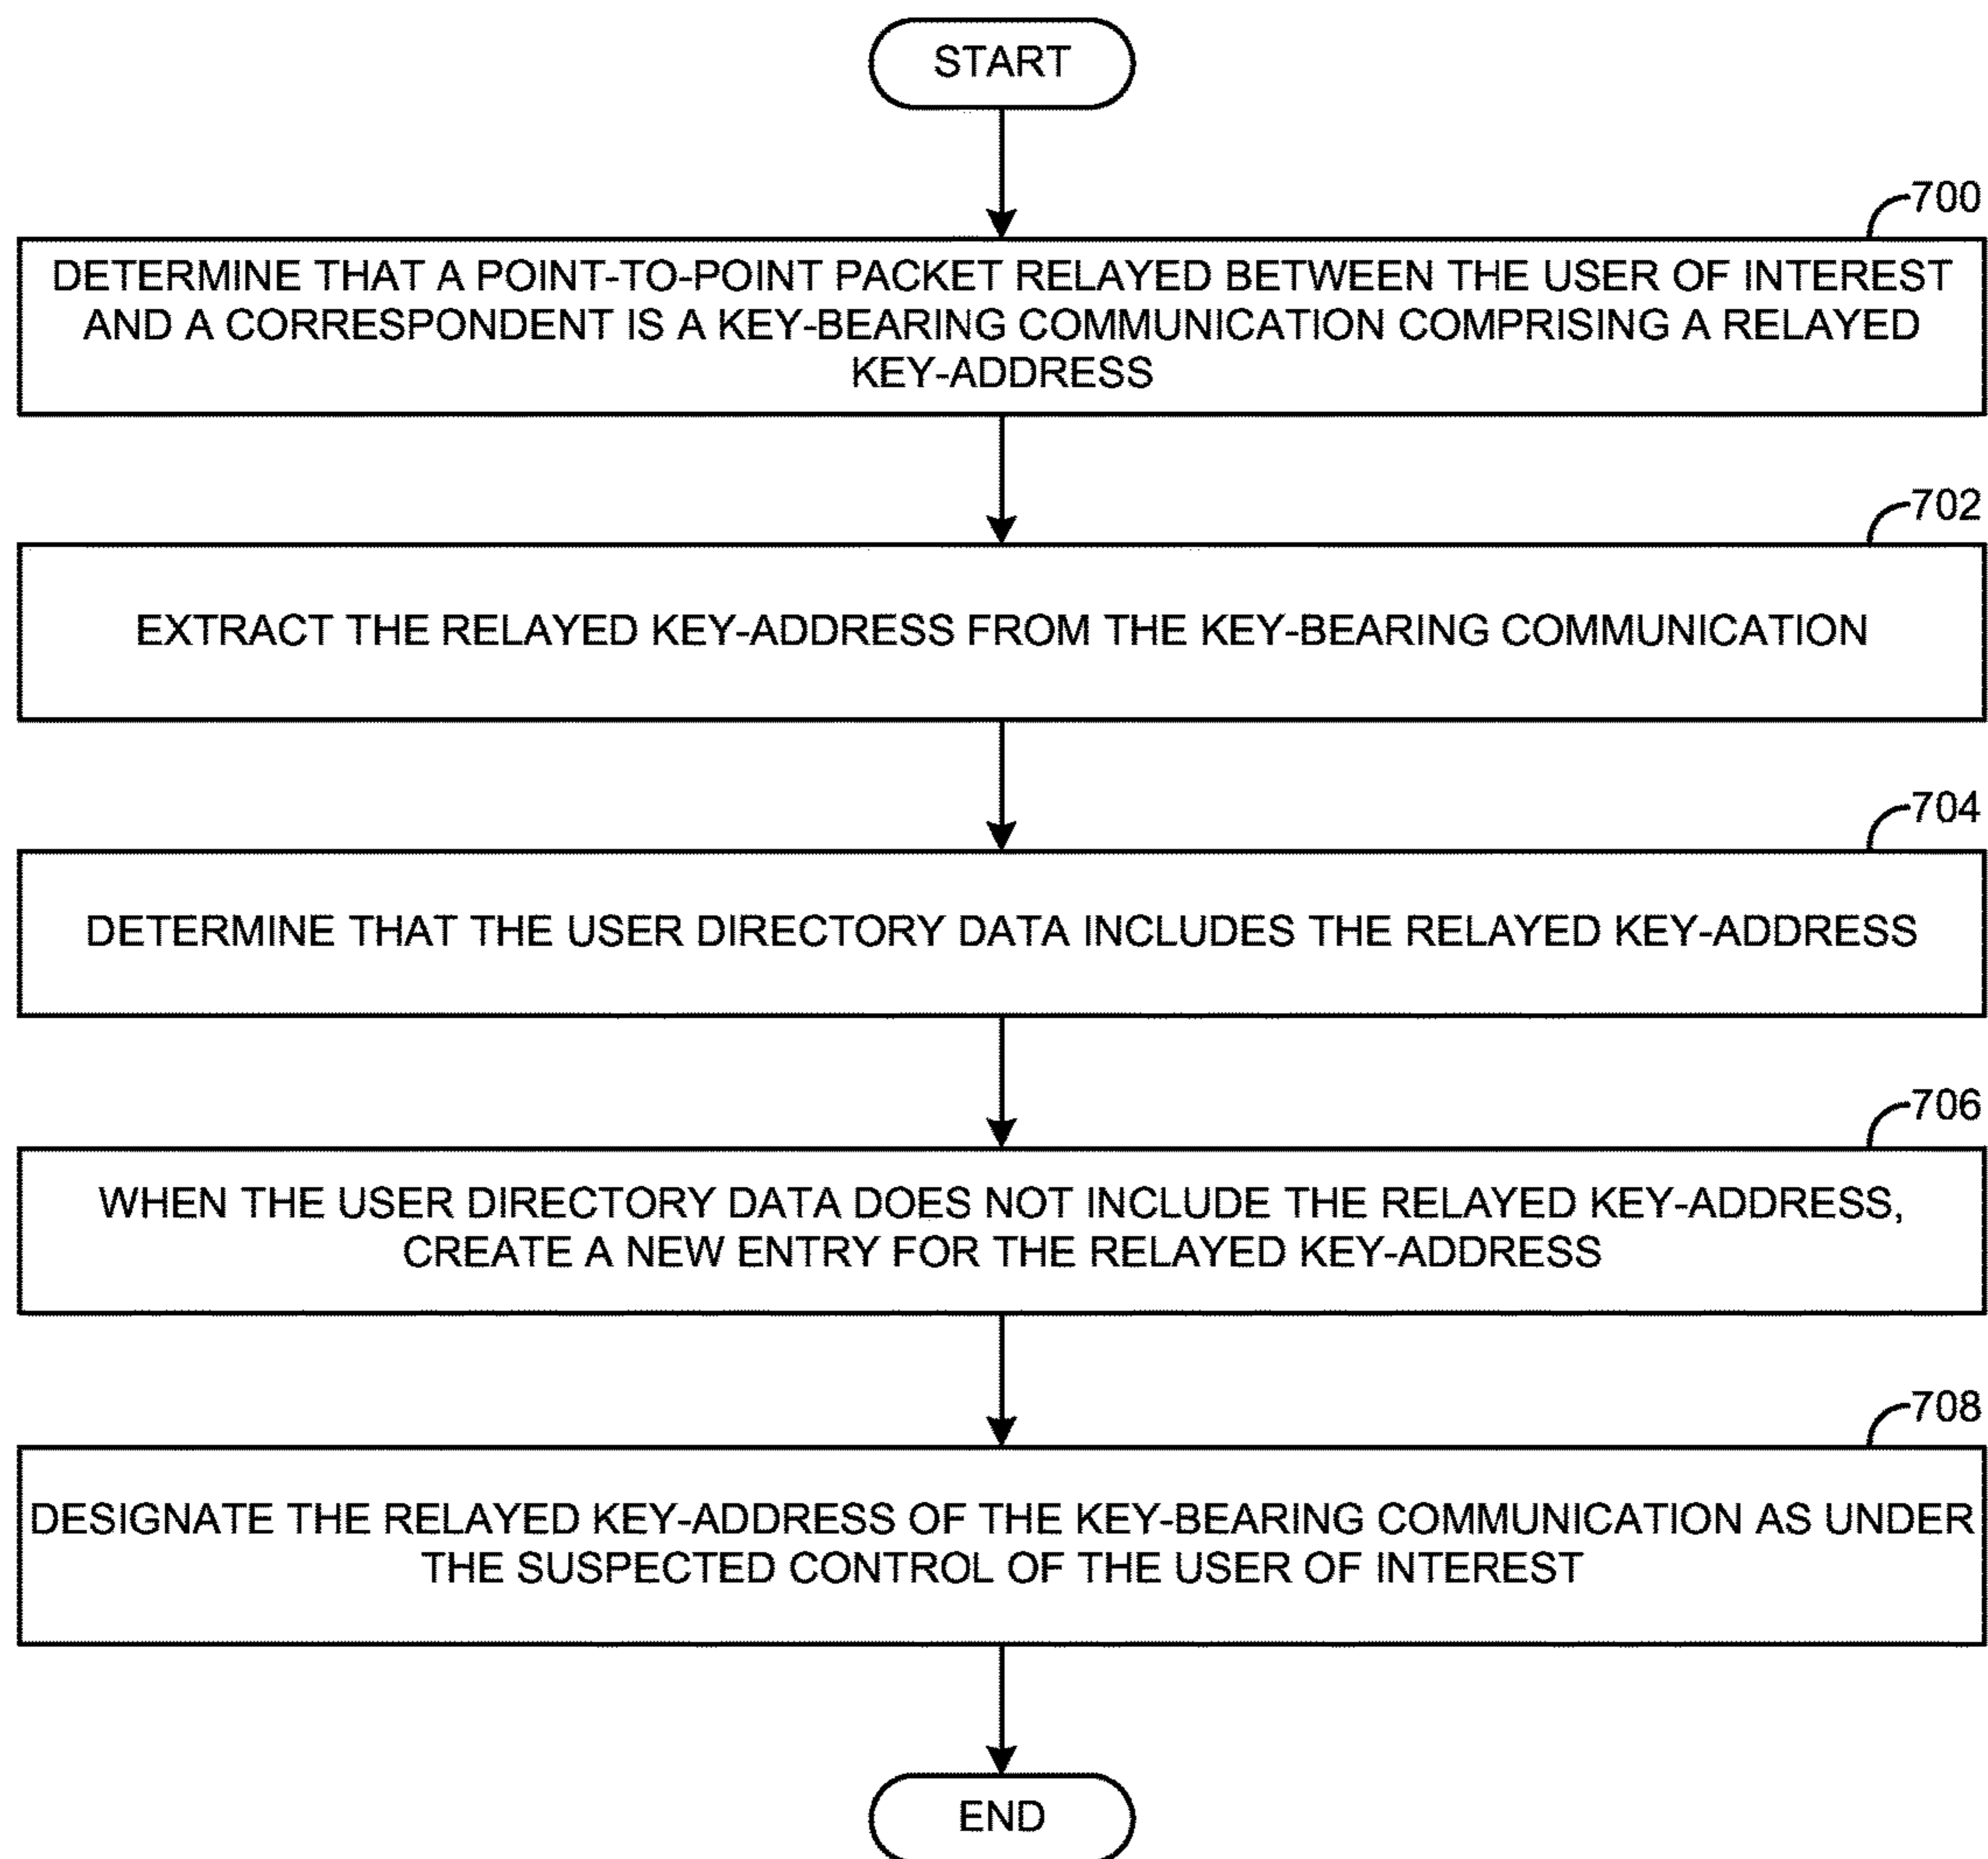 START
700
DETERMINE THAT A POINT-TO-POINT PACKET RELAYED BETWEEN THE USER OF INTEREST
AND A CORRESPONDENT IS A KEY-BEARING COMMUNICATION COMPRISING A RELAYED
KEY-ADDRESS
702
EXTRACT THE RELAYED KEY-ADDRESS FROM THE KEY-BEARING COMMUNICATION
704
DETERMINE THAT THE USER DIRECTORY DATA INCLUDES THE RELAYED KEY-ADDRESS
706
WHEN THE USER DIRECTORY DATA DOES NOT INCLUDE THE RELAYED KEY-ADDRESS,
CREATE A NEW ENTRY FOR THE RELAYED KEY-ADDRESS
708
DESIGNATE THE RELAYED KEY-ADDRESS OF THE KEY-BEARING COMMUNICATION AS UNDER
THE SUSPECTED CONTROL OF THE USER OF INTEREST
END